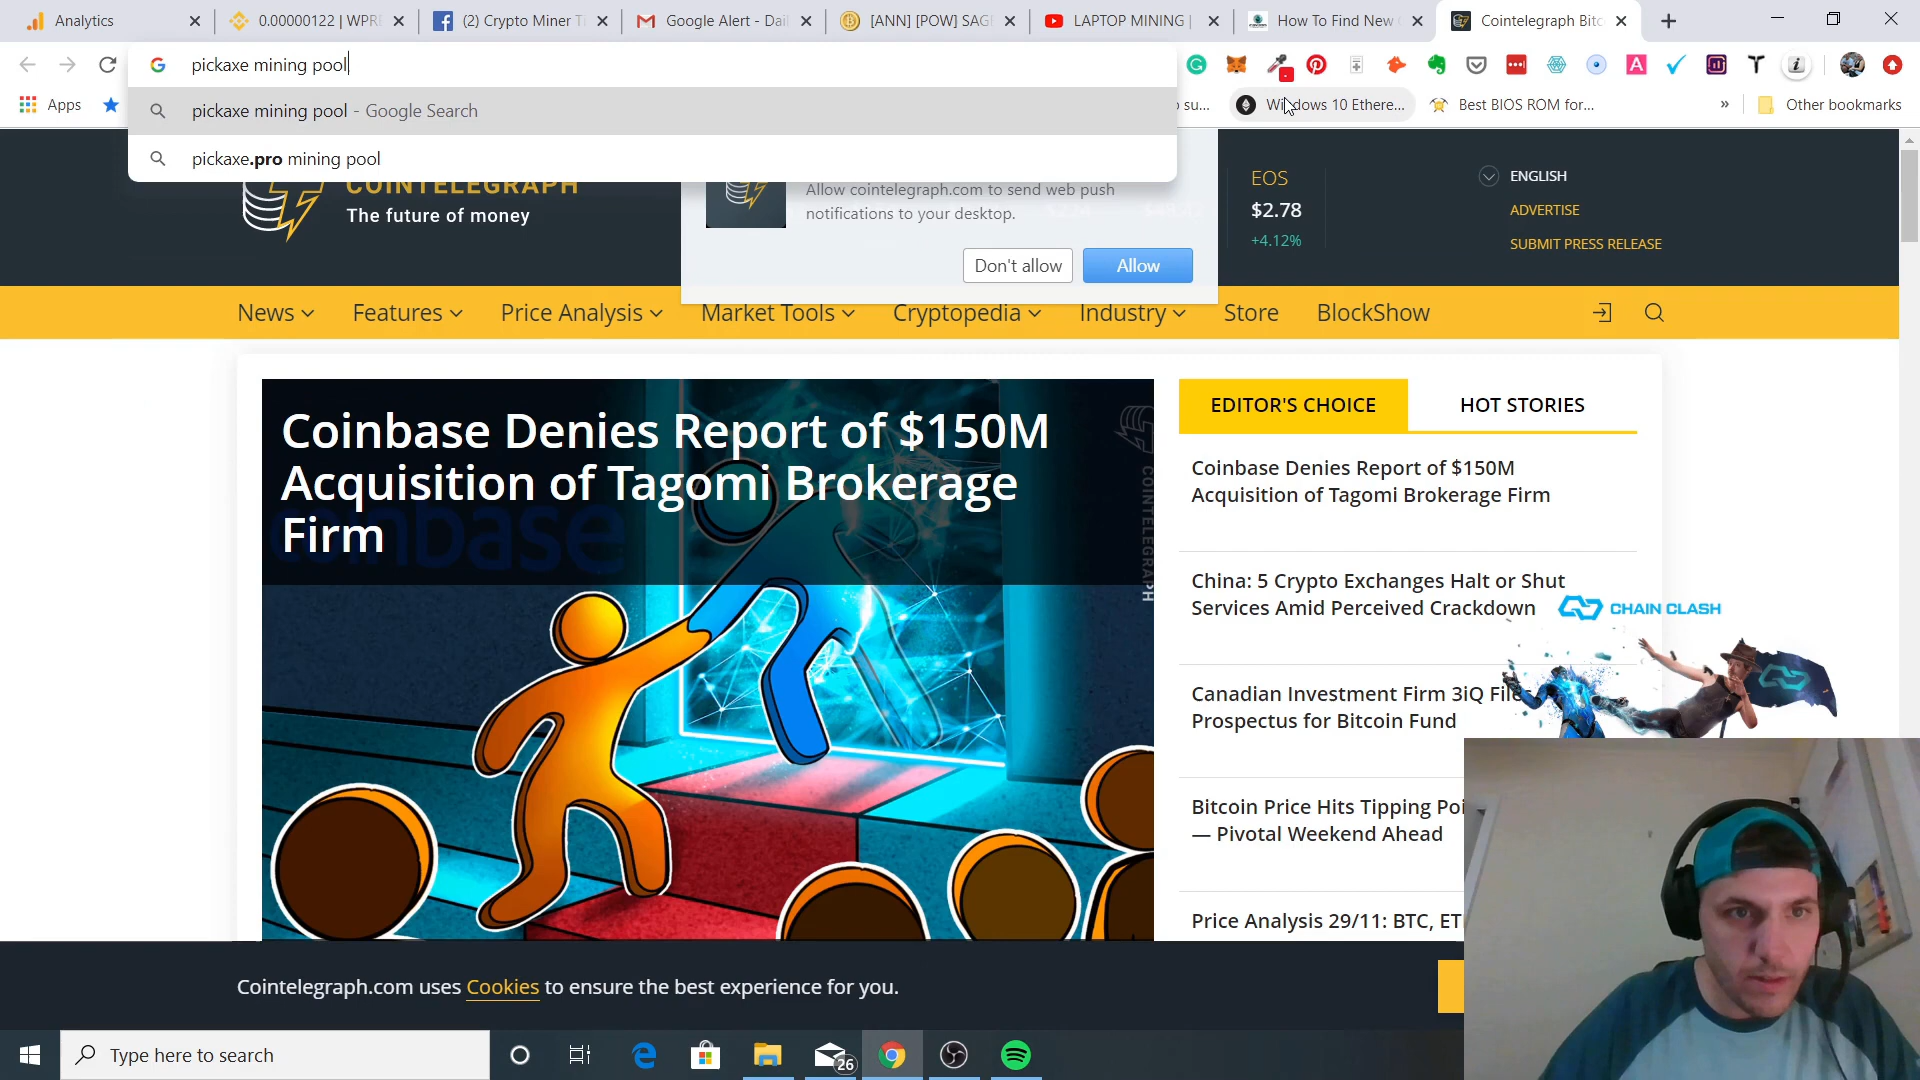 Analytics
0.00000122 | WPR
(2) Crypto Miner Ti
Google Alert - Dai
[ANN] [POW] SAG
LAPTOP MINING |
How To Find New
Cointelegraph Bitc
pickaxe mining pool
Apps
su...
Windows 10 Ethere...
Best BIOS ROM for...
»
Other bookmarks
pickaxe mining pool - Google Search
pickaxe.pro mining pool
COINTELEGRAPH
The future of money
Allow cointelegraph.com to send web push
notifications to your desktop.
Don't allow
Allow
EOS
$2.78
+4.12%
ENGLISH
ADVERTISE
SUBMIT PRESS RELEASE
News
Features
Price Analysis
Market Tools
Cryptopedia
Industry
Store
BlockShow
Coinbase Denies Report of $150M
Acquisition of Tagomi Brokerage
Firm
coinbase
COINTELEGRAPH
EDITOR'S CHOICE
HOT STORIES
Coinbase Denies Report of $150M
Acquisition of Tagomi Brokerage Firm
China: 5 Crypto Exchanges Halt or Shut
Services Amid Perceived Crackdown
CHAIN CLASH
Canadian Investment Firm 3iQ File
Prospectus for Bitcoin Fund
Bitcoin Price Hits Tipping Poi
— Pivotal Weekend Ahead
Price Analysis 29/11: BTC, ET
Cointelegraph.com uses Cookies to ensure the best experience for you.
Type here to search
26